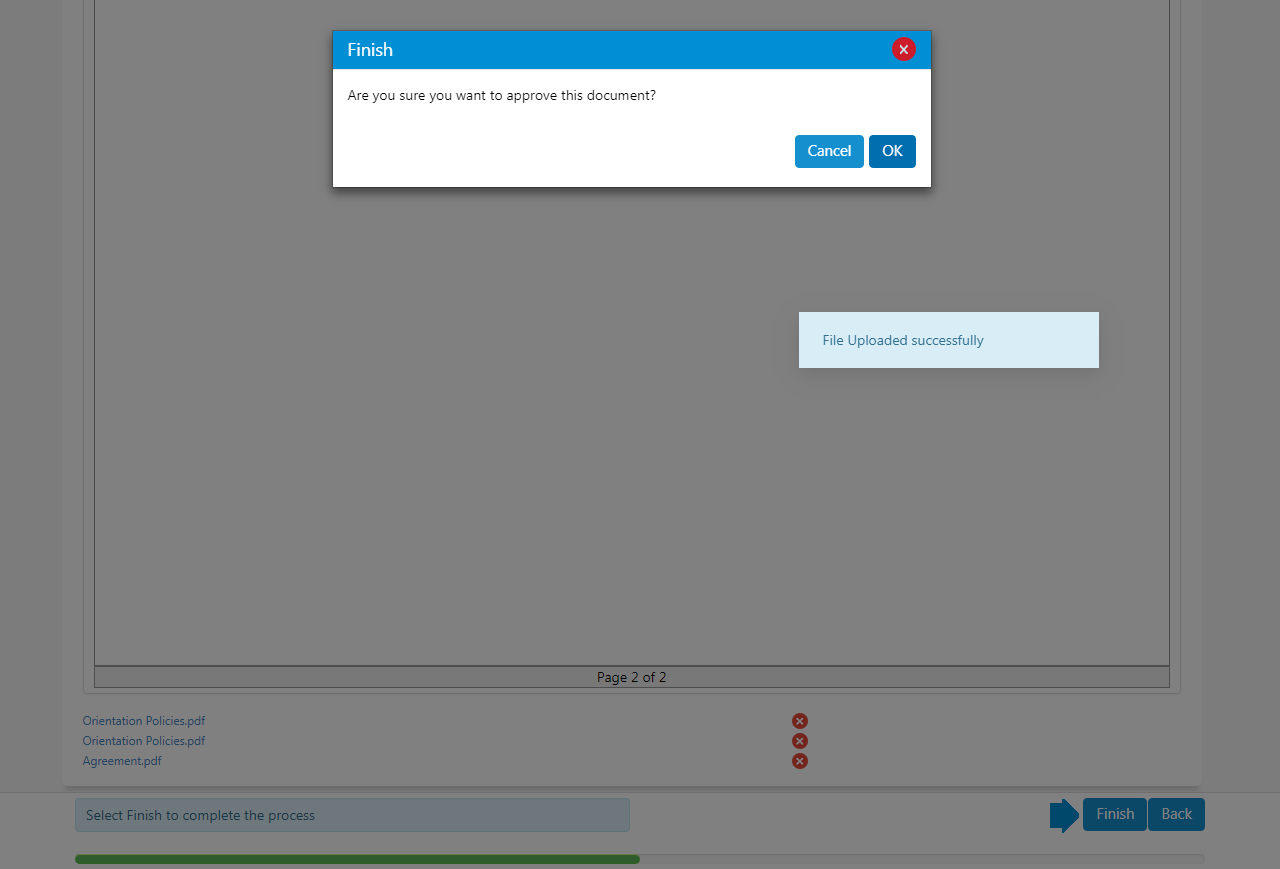 Finish
Are you sure you want to approve this document?
Cancel OK
File Uploaded successfully
Page 2 of 2
Orientation Policies.pdf
Orientation Policies.pdf
Agreement.pdf
Select Finish to complete the process
Finish Back